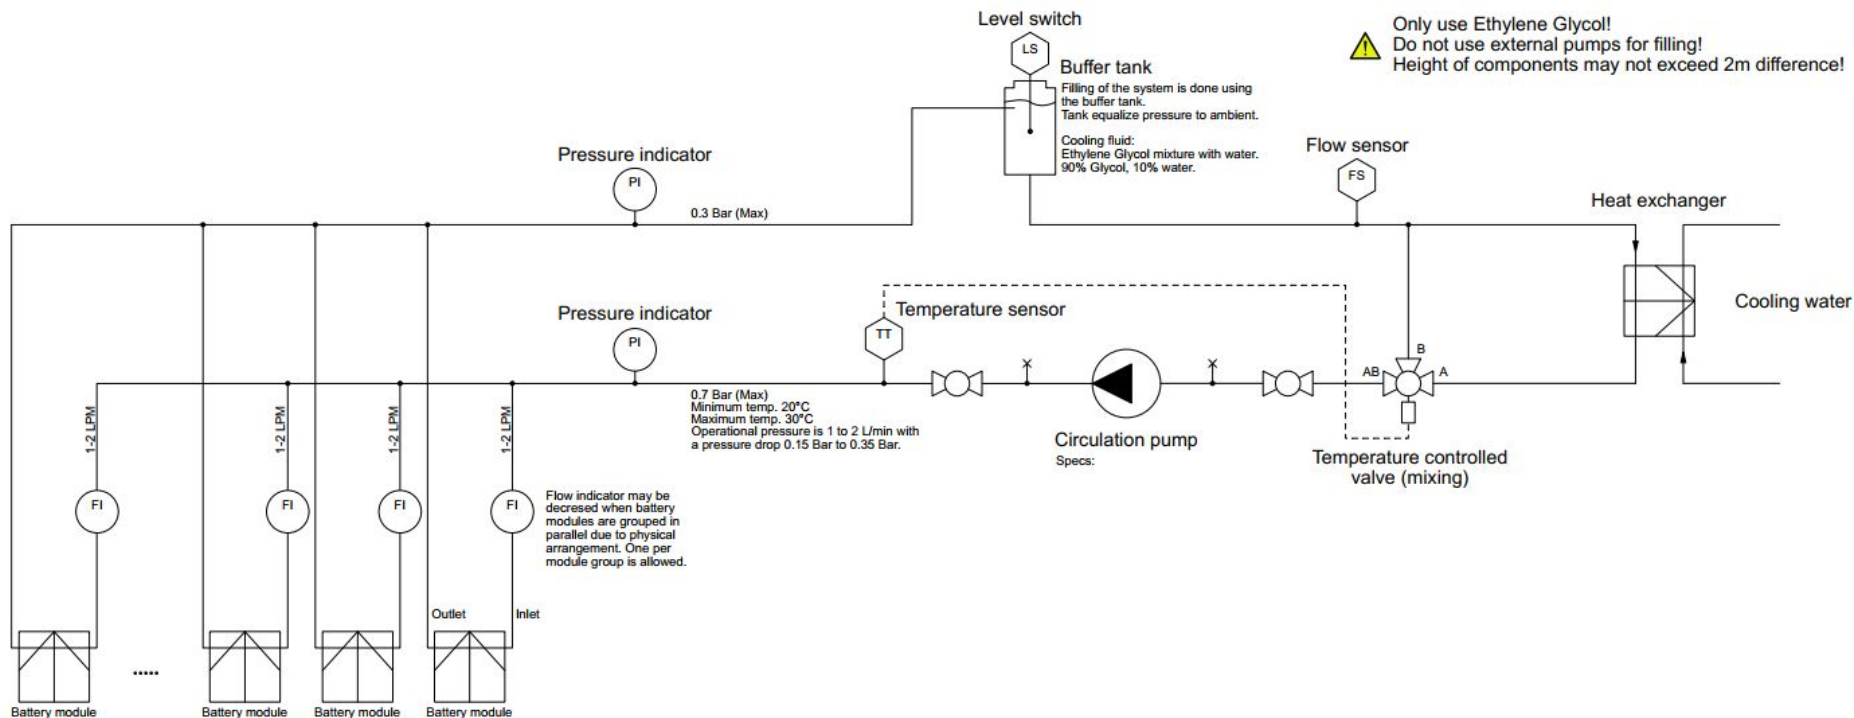 Level switch
LS
Only use Ethylene Glycol!
Do not use external pumps for filling!
Height of components may not exceed 2m difference!
Buffer tank
Filling of the system is done using
the buffer tank.
Tank equalize pressure to ambient.
Cooling fluid:
Ethylene Glycol mixture with water.
90% Glycol, 10% water.
Flow sensor
FS
Pressure indicator
PI
0.3 Bar (Max)
Heat exchanger
Cooling water
Pressure indicator
PI
Temperature sensor
TT
0.7 Bar (Max)
Minimum temp. 20°C
Maximum temp. 30°C
Operational pressure is 1 to 2 L/min with
a pressure drop 0.15 Bar to 0.35 Bar.
Circulation pump
Specs:
B
AB
A
Temperature controlled
valve (mixing)
1-2 LPM
1-2 LPM
1-2 LPM
1-2 LPM
FI
FI
FI
FI
Flow indicator may be
decresed when battery
modules are grouped in
parallel due to physical
arrangement. One per
module group is allowed.
Outlet
Inlet
.....
Battery module
Battery module
Battery module
Battery module